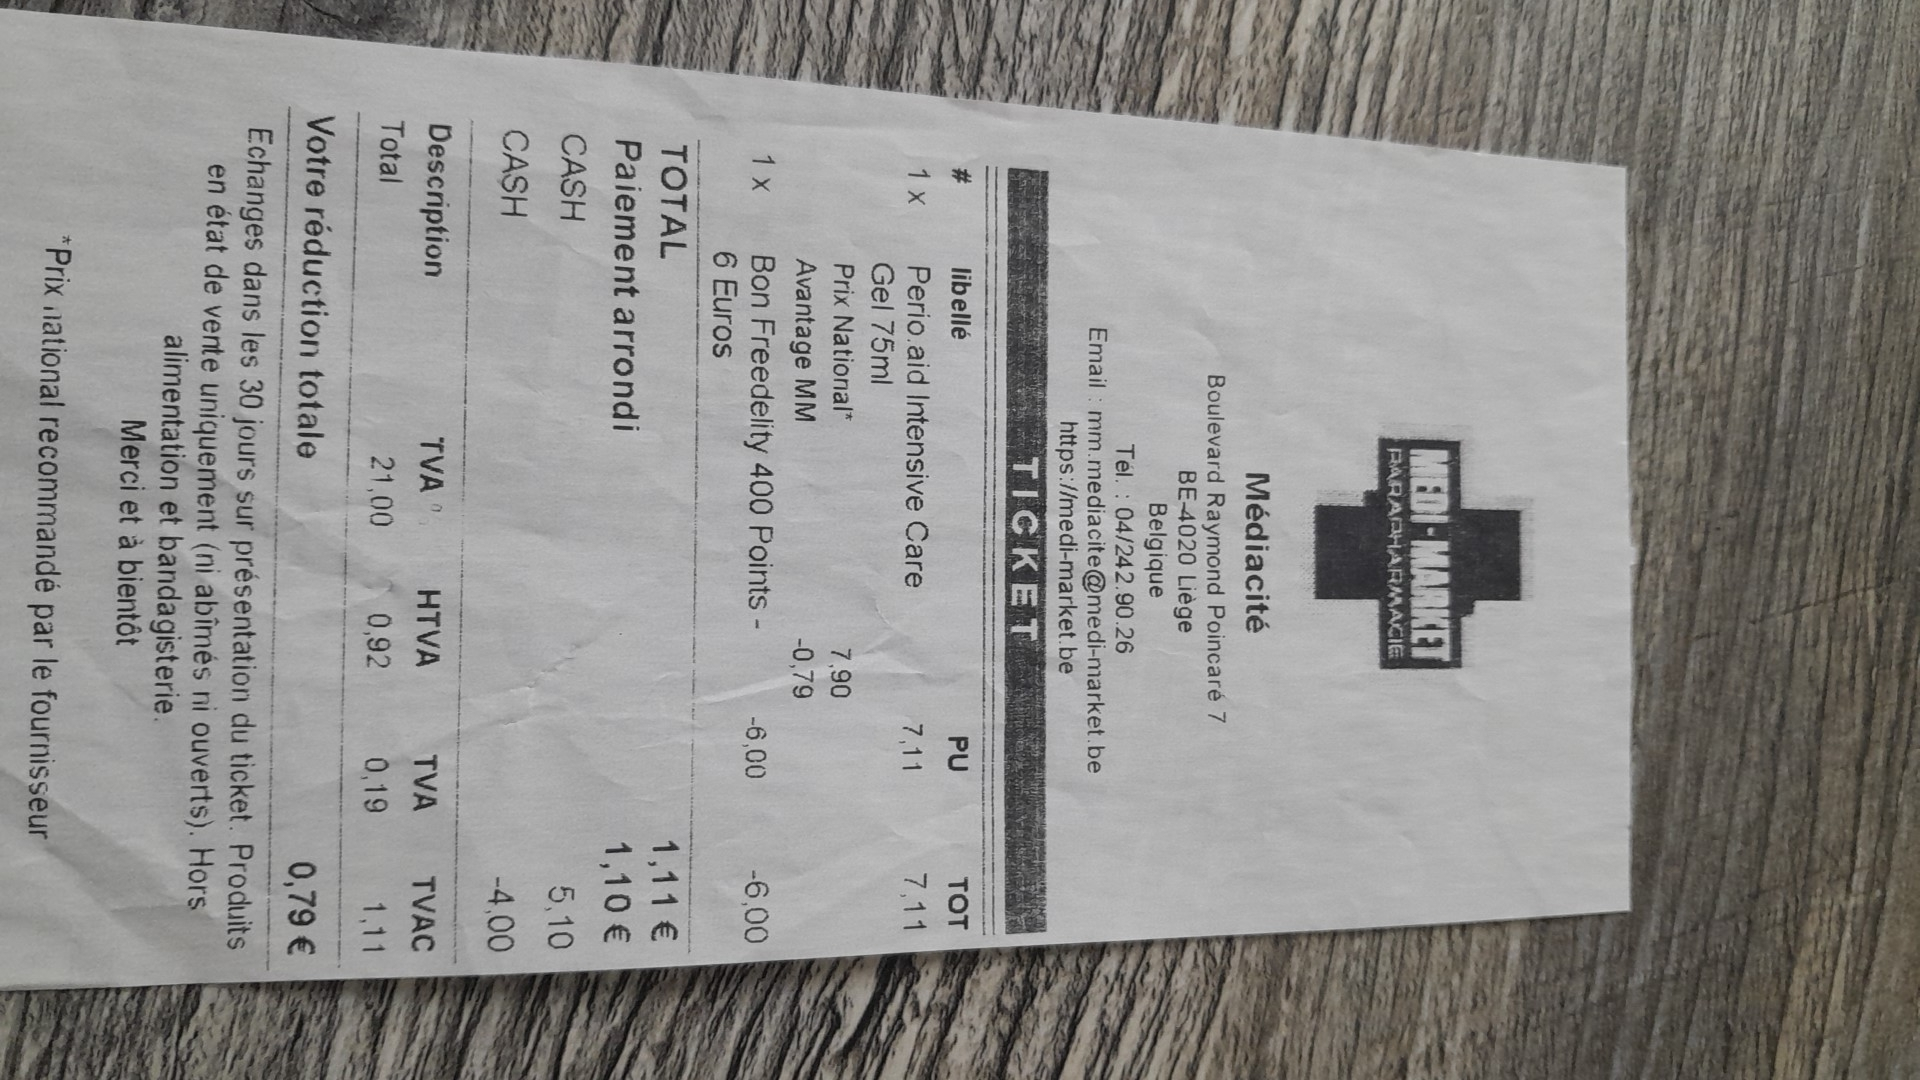 MEDI-MARKET
PARAPHARMACIE
Médiacité
Boulevard Raymond Poincaré 7
BE-4020 Liège
Belgique
Tél. : 04/242.90.26
Email : mm.mediacite@medi-market.be
https://medi-market.be
TICKET
# libellé PU TOT
1 x Perio.aid Intensive Care 7,11 7,11
Gel 75ml
Prix National* 7,90
Avantage MM -0,79
1 x Bon Freedelity 400 Points - -6,00 -6,00
6 Euros
TOTAL 1,11 €
Paiement arrondi 1,10 €
CASH 5,10
CASH -4,00
Description TVA HTVA TVA TVAC
Total 21,00 0,92 0,19 1,11
Votre réduction totale 0,79 €
Echanges dans les 30 jours sur présentation du ticket. Produits
en état de vente uniquement (ni abîmés ni ouverts). Hors
alimentation et bandagisterie.
Merci et à bientôt
*Prix national recommandé par le fournisseur